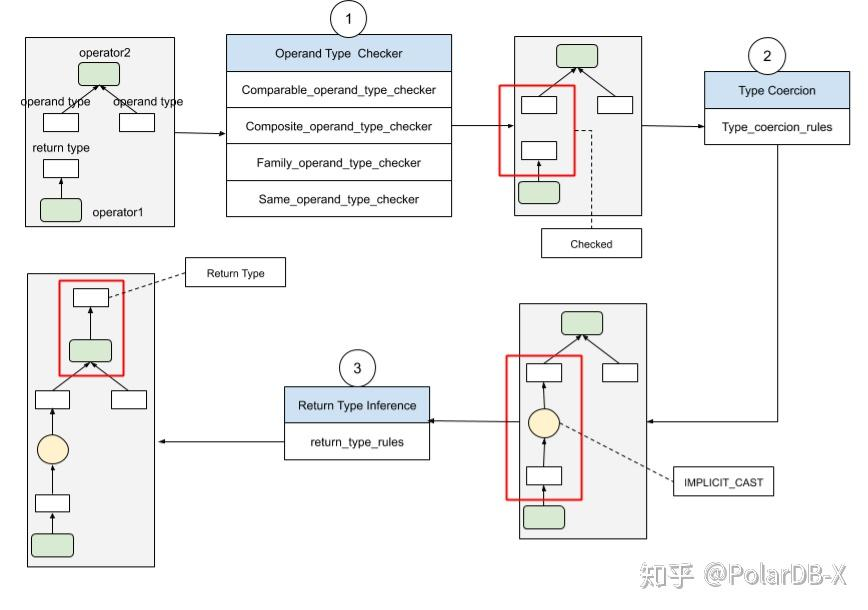 1
operator2
operand type
operand type
return type
operator1
Operand Type Checker
Comparable_operand_type_checker
Composite_operand_type_checker
Family_operand_type_checker
Same_operand_type_checker
Checked
2
Type Coercion
Type_coercion_rules
Return Type
3
Return Type Inference
return_type_rules
IMPLICIT_CAST
知乎 @PolarDB-X